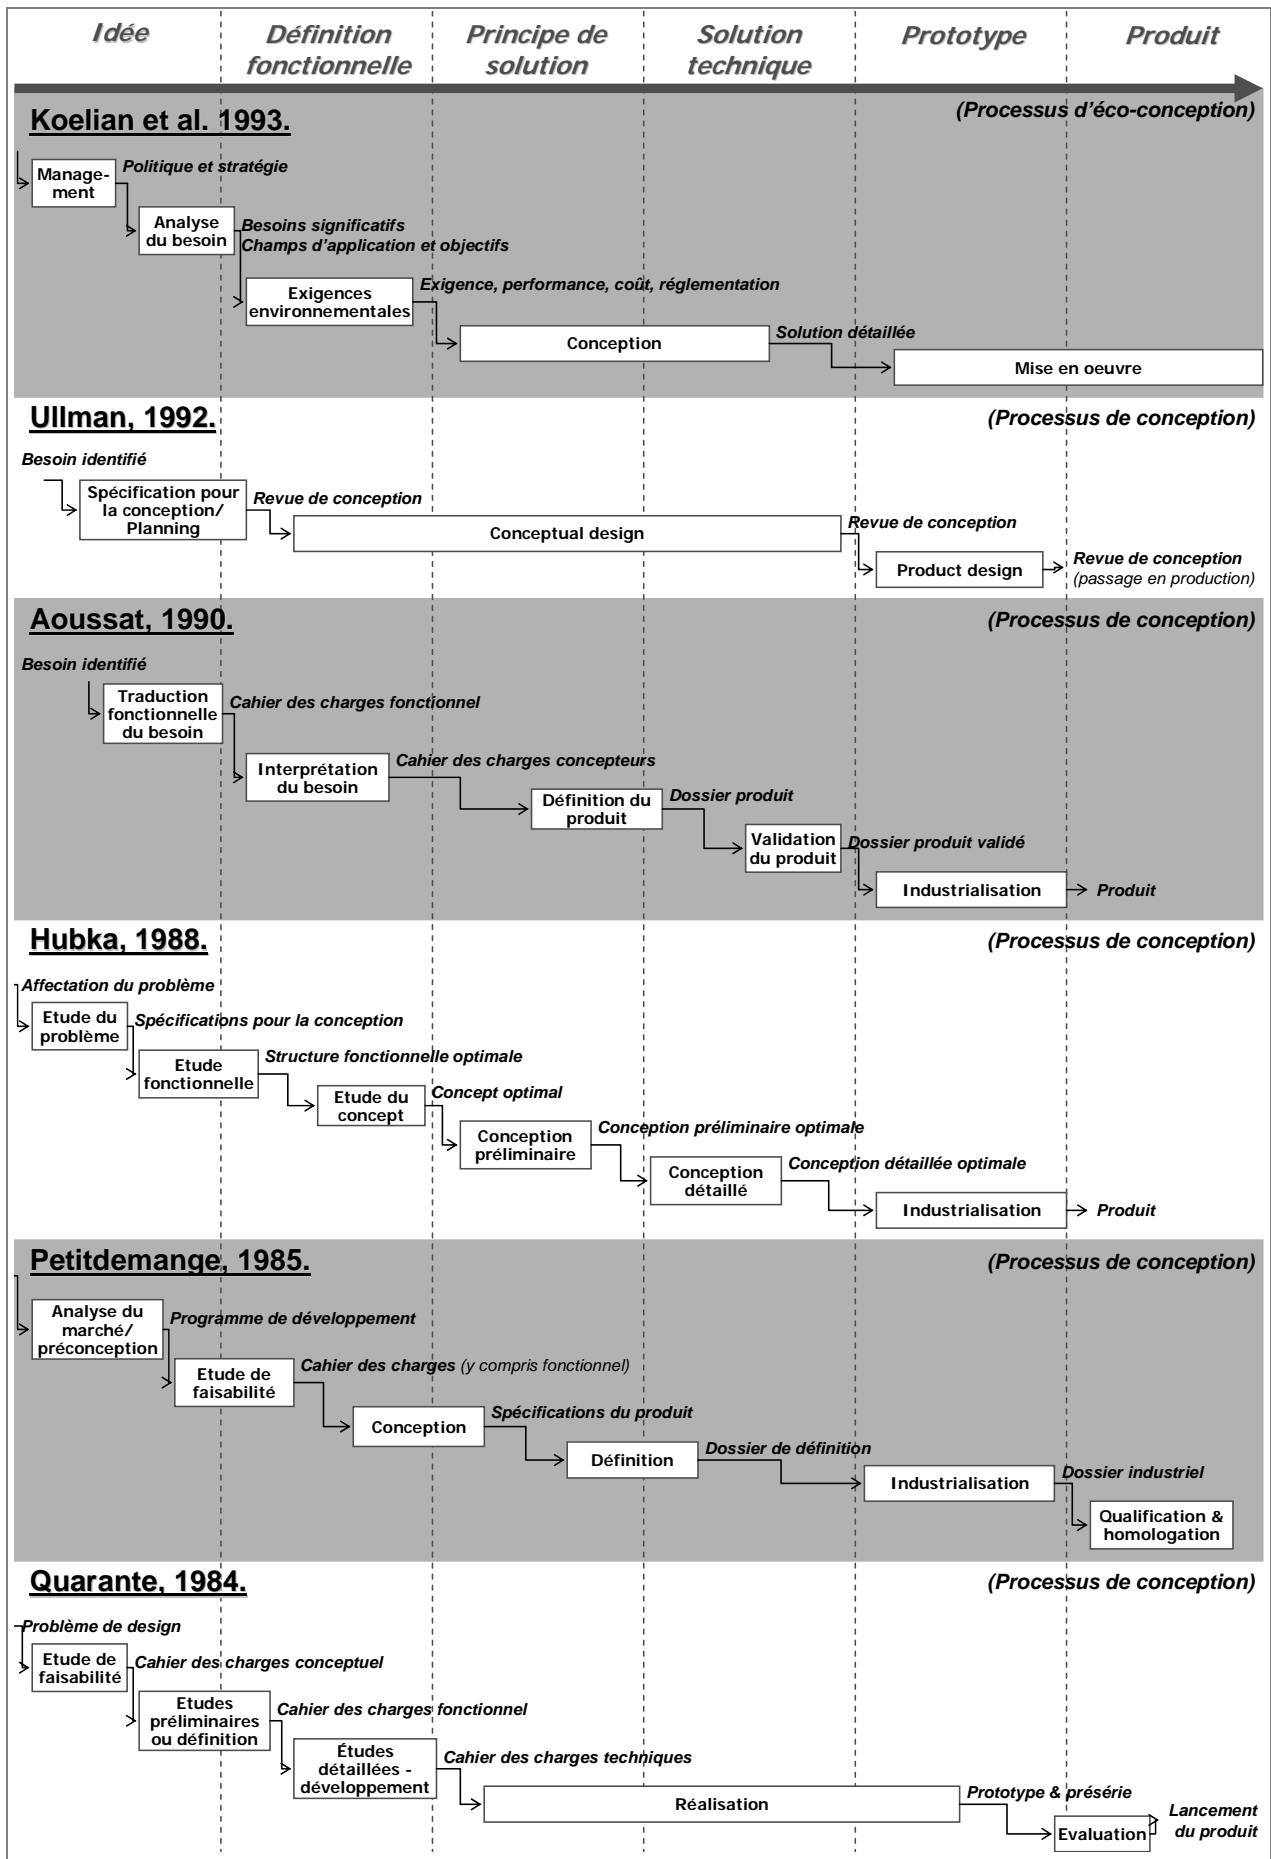 Idée
Définition
fonctionnelle
Principe de
solution
Solution
technique
Prototype
Produit
Koelian et al. 1993.
(Processus d'éco-conception)
Manage-
ment
Politique et stratégie
Analyse
du besoin
Besoins significatifs
Champs d'application et objectifs
Exigences
environnementales
Exigence, performance, coût, réglementation
Conception
Solution détaillée
Mise en oeuvre
Ullman, 1992.
(Processus de conception)
Besoin identifié
Spécification pour
la conception/
Planning
Revue de conception
Conceptual design
Revue de conception
Product design
Revue de conception
(passage en production)
Aoussat, 1990.
(Processus de conception)
Besoin identifié
Traduction
fonctionnelle
du besoin
Cahier des charges fonctionnel
Interprétation
du besoin
Cahier des charges concepteurs
Définition du
produit
Dossier produit
Validation
du produit
Dossier produit validé
Industrialisation
Produit
Hubka, 1988.
(Processus de conception)
Affectation du problème
Etude du
problème
Spécifications pour la conception
Etude
fonctionnelle
Structure fonctionnelle optimale
Etude du
concept
Concept optimal
Conception
préliminaire
Conception préliminaire optimale
Conception
détaillé
Conception détaillée optimale
Industrialisation
Produit
Petitdemange, 1985.
(Processus de conception)
Analyse du
marché/
préconception
Programme de développement
Etude de
faisabilité
Cahier des charges (y compris fonctionnel)
Conception
Spécifications du produit
Définition
Dossier de définition
Industrialisation
Dossier industriel
Qualification &
homologation
Quarante, 1984.
(Processus de conception)
Problème de design
Etude de
faisabilité
Cahier des charges conceptuel
Etudes
préliminaires
ou définition
Cahier des charges fonctionnel
Études
détaillées -
développement
Cahier des charges techniques
Réalisation
Prototype & présérie
Evaluation
Lancement
du produit